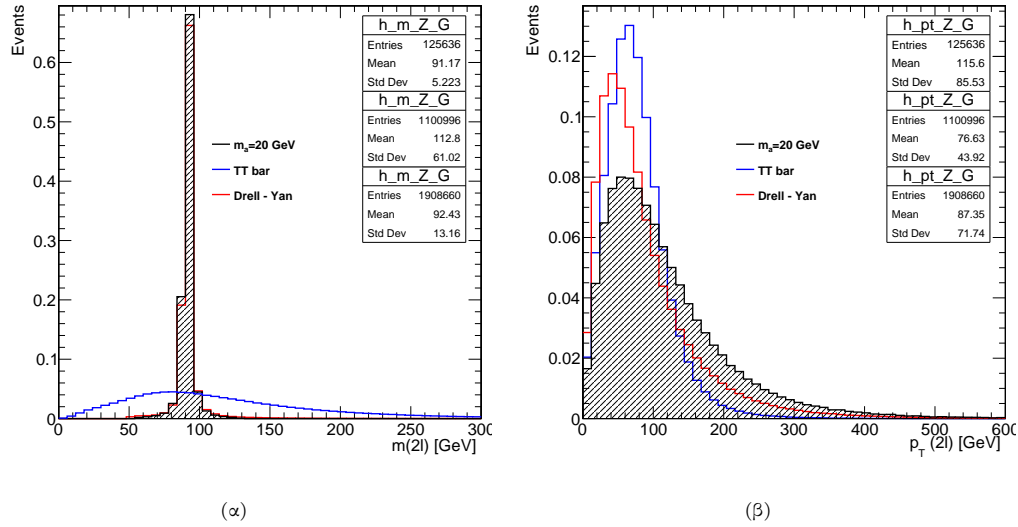 Events
0.6
0.5
0.4
0.3
0.2
0.1
0
0 50 100 150 200 250 300
m(2l) [GeV]
h_m_Z_G
Entries 125636
Mean 91.17
Std Dev 5.223
h_m_Z_G
Entries 1100996
Mean 112.8
Std Dev 61.02
h_m_Z_G
Entries 1908660
Mean 92.43
Std Dev 13.16
mₐ=20 GeV
TT bar
Drell - Yan
(α)
Events
0.12
0.1
0.08
0.06
0.04
0.02
0
0 100 200 300 400 500 600
p_T (2l) [GeV]
h_pt_Z_G
Entries 125636
Mean 115.6
Std Dev 85.53
h_pt_Z_G
Entries 1100996
Mean 76.63
Std Dev 43.92
h_pt_Z_G
Entries 1908660
Mean 87.35
Std Dev 71.74
mₐ=20 GeV
TT bar
Drell - Yan
(β)